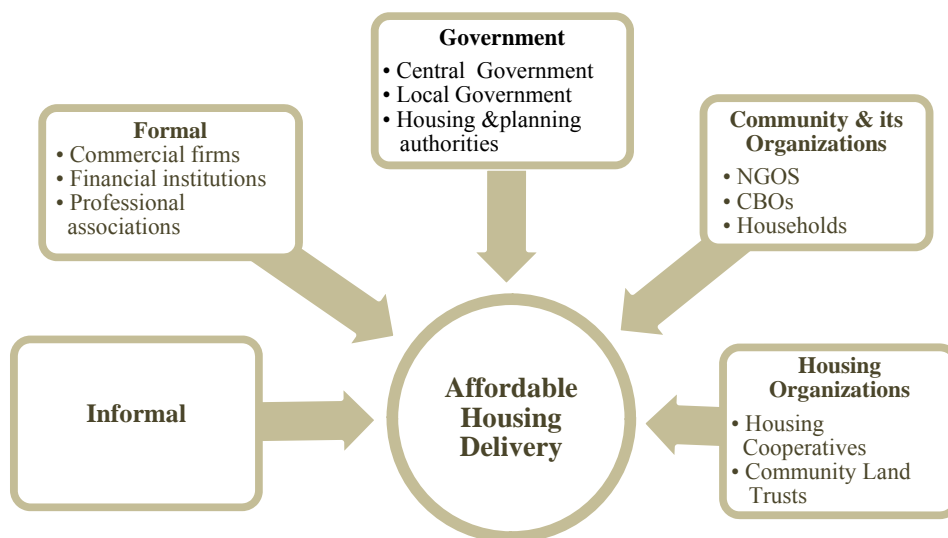 Government
• Central Government
• Local Government
• Housing &planning
authorities
Formal
• Commercial firms
• Financial institutions
• Professional
associations
Community & its
Organizations
• NGOS
• CBOs
• Households
Informal
Affordable
Housing
Delivery
Housing
Organizations
• Housing
Cooperatives
• Community Land
Trusts